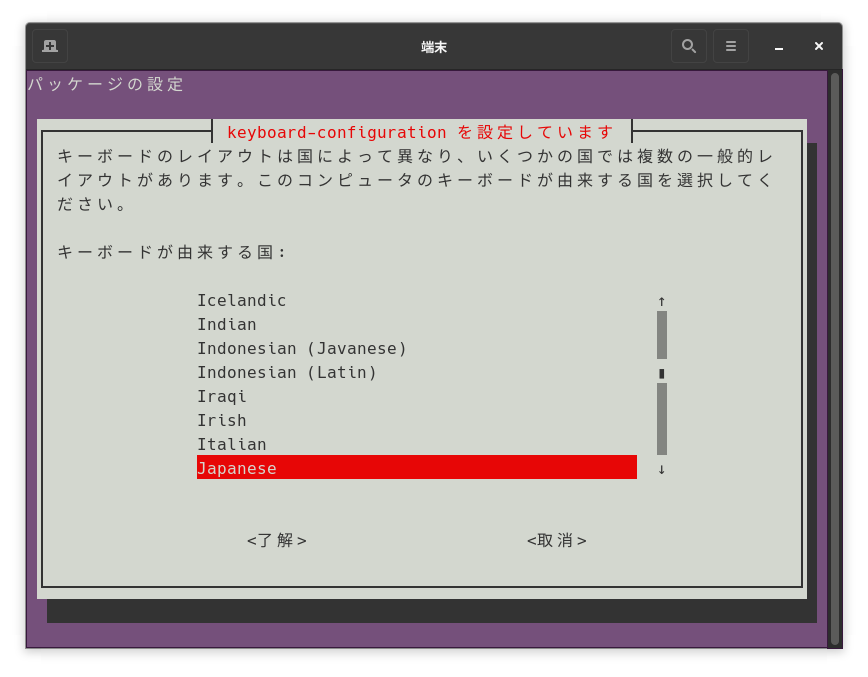 端末
パッケージの設定
keyboard-configuration を設定しています
キーボードのレイアウトは国によって異なり、いくつかの国では複数の一般的レ
イアウトがあります。このコンピュータのキーボードが由来する国を選択してく
ださい。
キーボードが由来する国:
Icelandic
Indian
Indonesian (Javanese)
Indonesian (Latin)
Iraqi
Irish
Italian
Japanese
<了解> <取消>